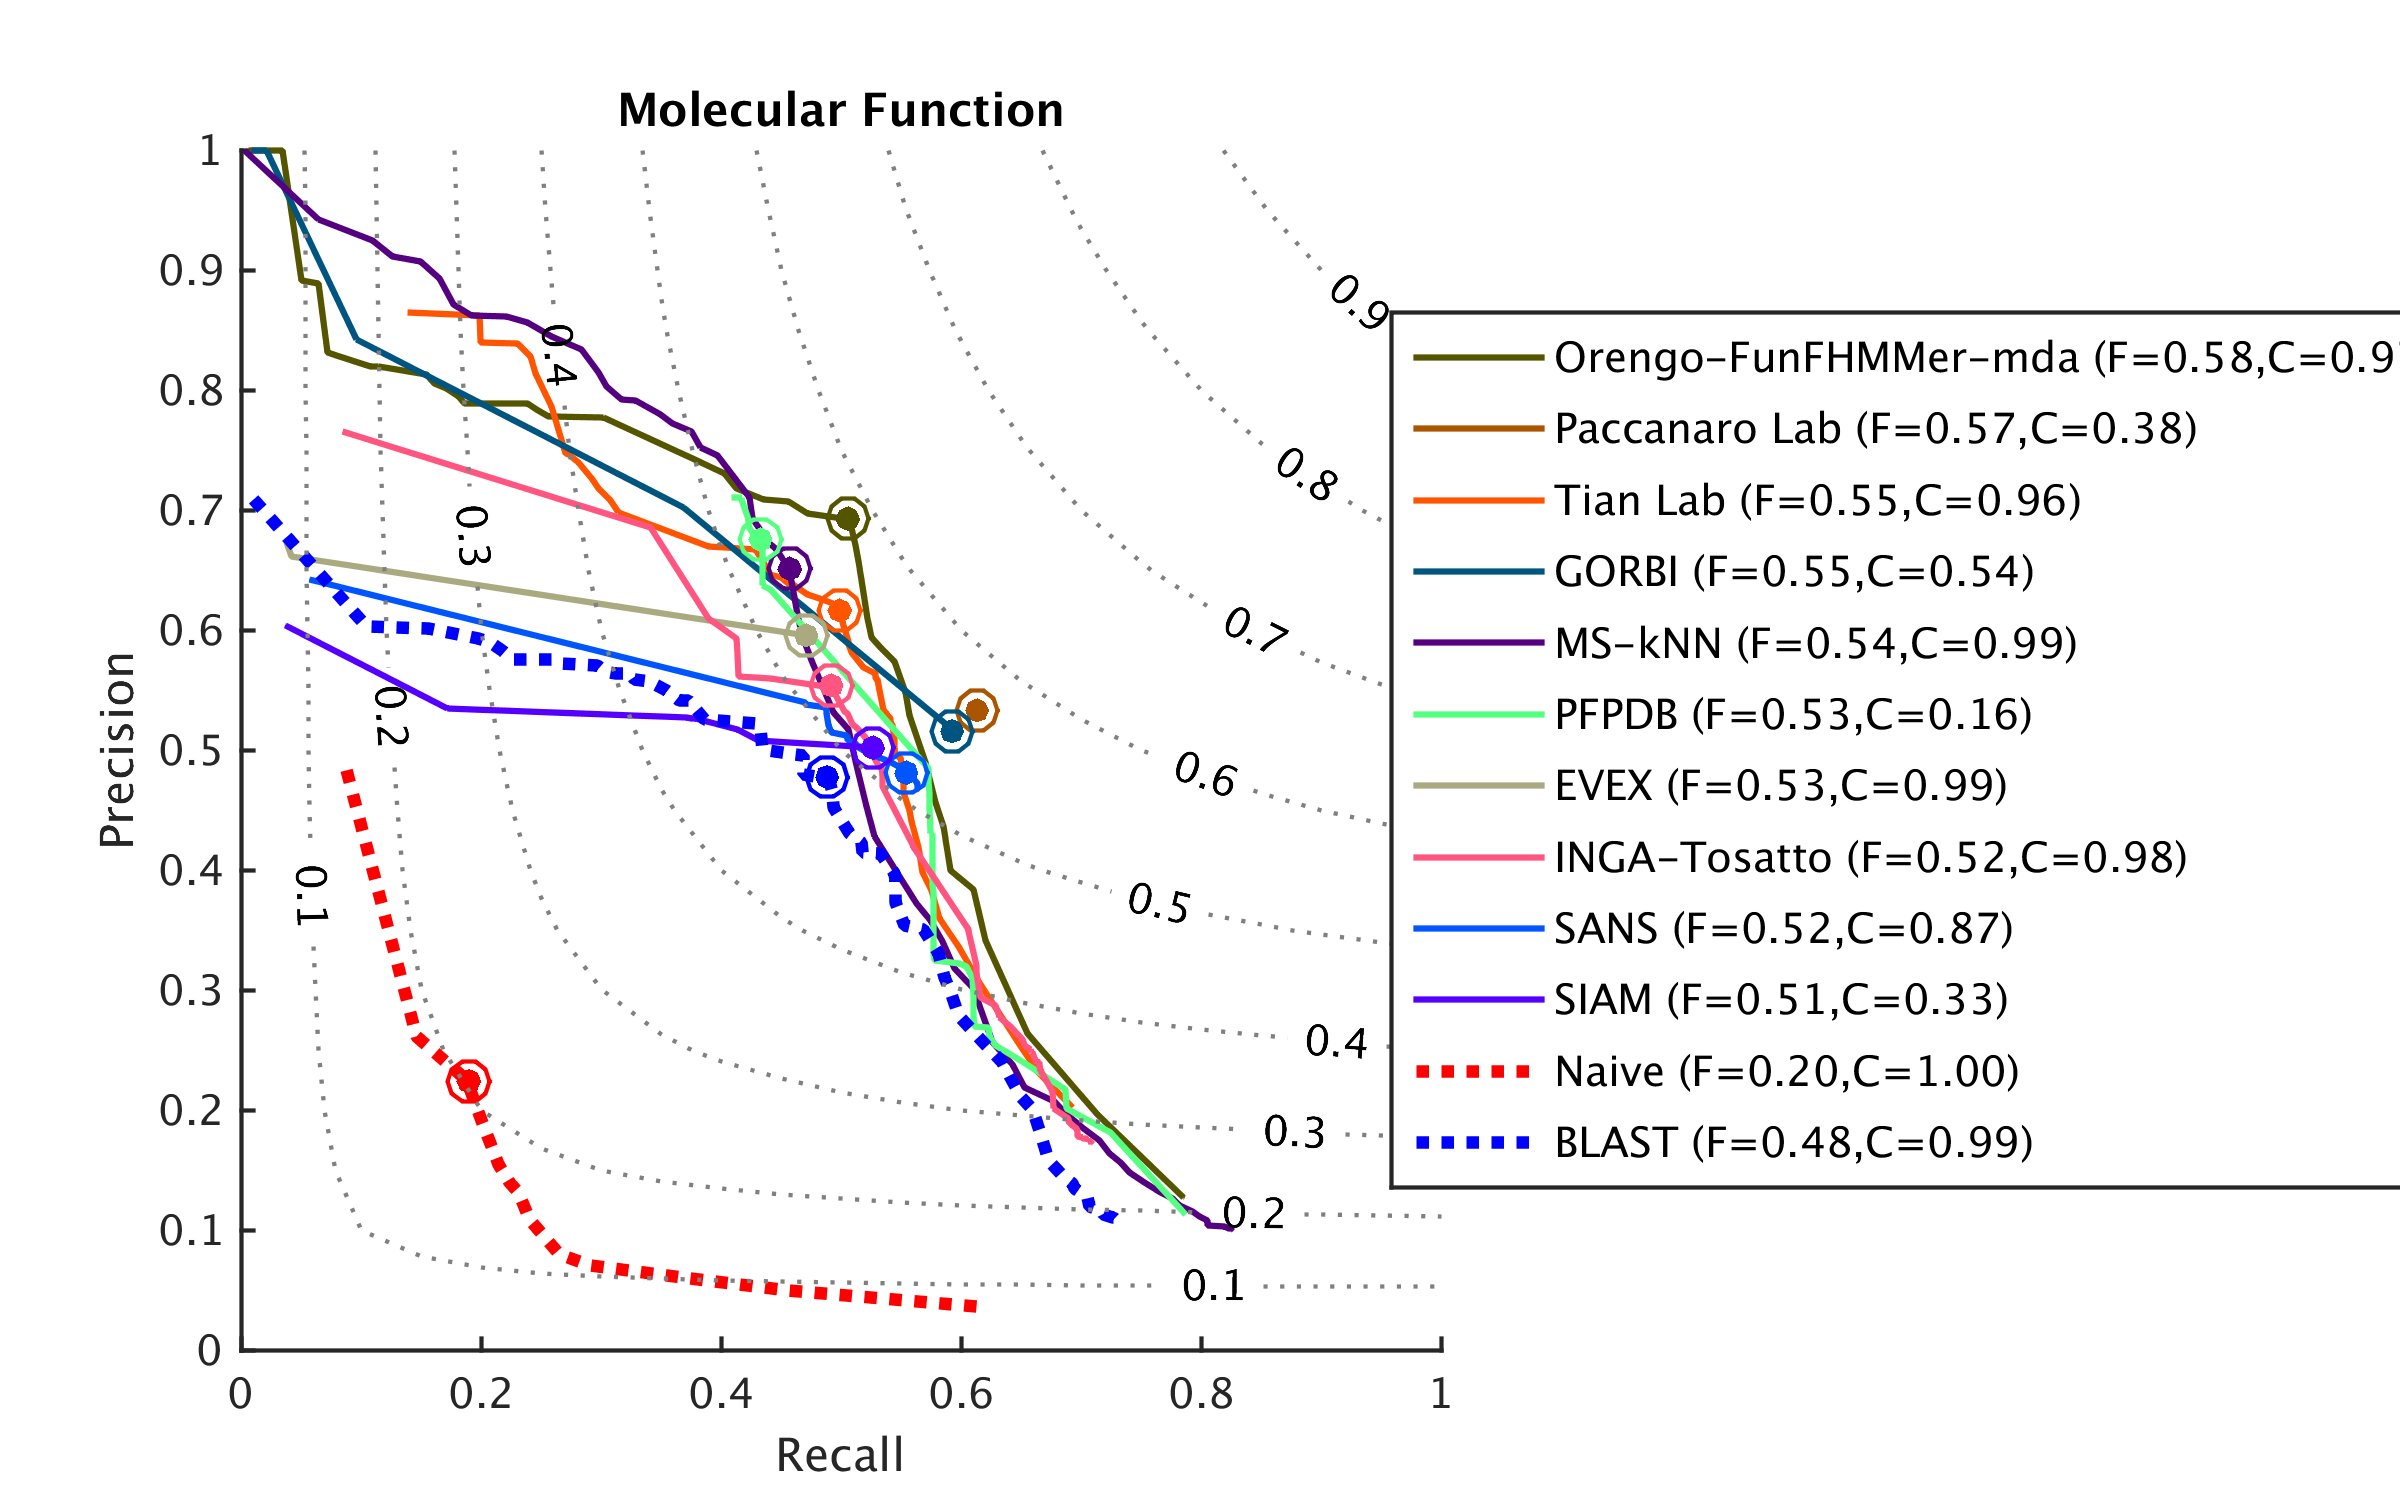 Molecular Function
1
0.9
0.8
0.7
0.6
0.5
0.4
0.3
0.2
0.1
0
Precision
0 0.2 0.4 0.6 0.8 1
Recall
0.1
0.2
0.3
0.4
0.9
0.8
0.7
0.6
0.5
0.4
0.3
0.2
0.1
Orengo-FunFHMMer-mda (F=0.58,C=0.9
Paccanaro Lab (F=0.57,C=0.38)
Tian Lab (F=0.55,C=0.96)
GORBI (F=0.55,C=0.54)
MS-kNN (F=0.54,C=0.99)
PFPDB (F=0.53,C=0.16)
EVEX (F=0.53,C=0.99)
INGA-Tosatto (F=0.52,C=0.98)
SANS (F=0.52,C=0.87)
SIAM (F=0.51,C=0.33)
Naive (F=0.20,C=1.00)
BLAST (F=0.48,C=0.99)